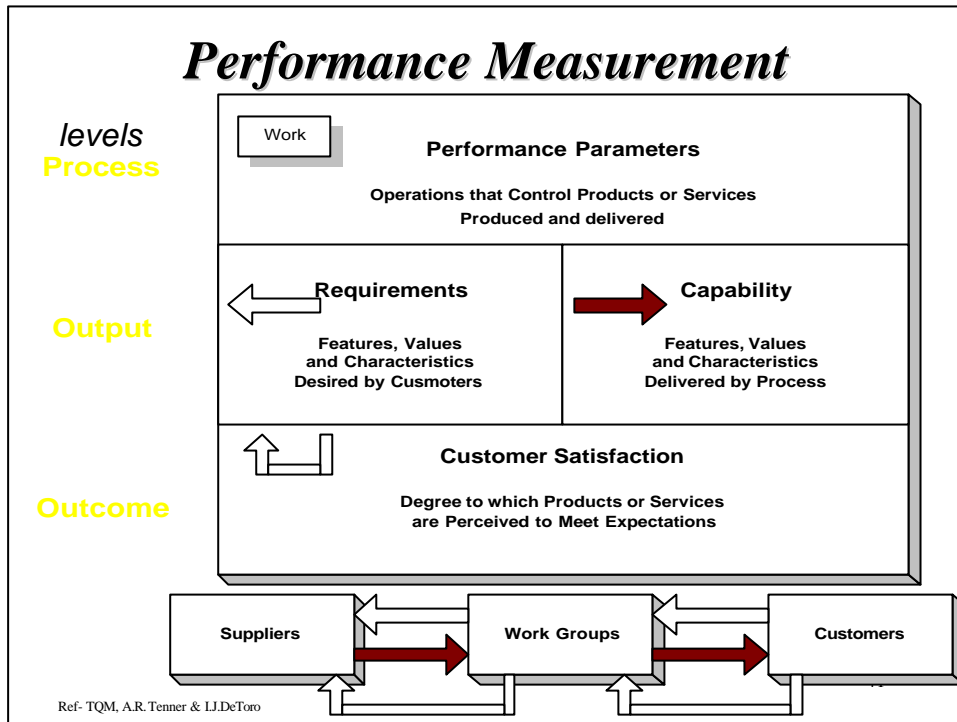 Performance Measurement
levels
Process
Work
Performance Parameters
Operations that Control Products or Services
Produced and delivered
Output
Requirements
Features, Values
and Characteristics
Desired by Cusmoters
Capability
Features, Values
and Characteristics
Delivered by Process
Outcome
Customer Satisfaction
Degree to which Products or Services
are Perceived to Meet Expectations
Suppliers
Work Groups
Customers
Ref- TQM, A.R. Tenner & I.J.DeToro